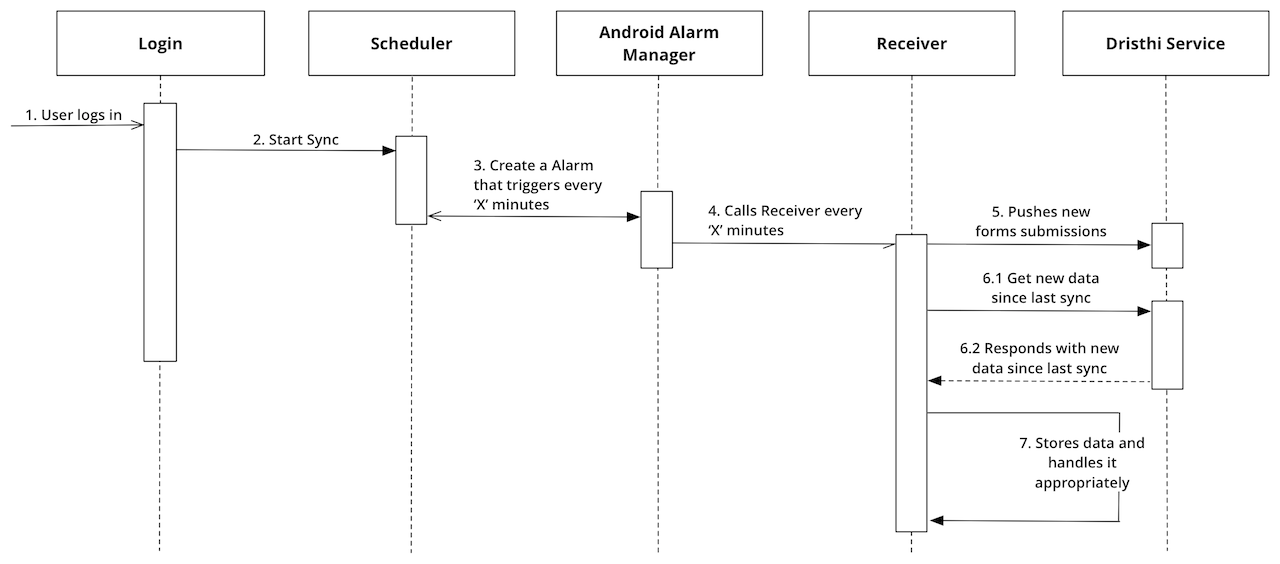 Login
Scheduler
Android Alarm
Manager
Receiver
Dristhi Service
1. User logs in
2. Start Sync
3. Create a Alarm
that triggers every
‘X’ minutes
4. Calls Receiver every
‘X’ minutes
5. Pushes new
forms submissions
6.1 Get new data
since last sync
6.2 Responds with new
data since last sync
7. Stores data and
handles it
appropriately